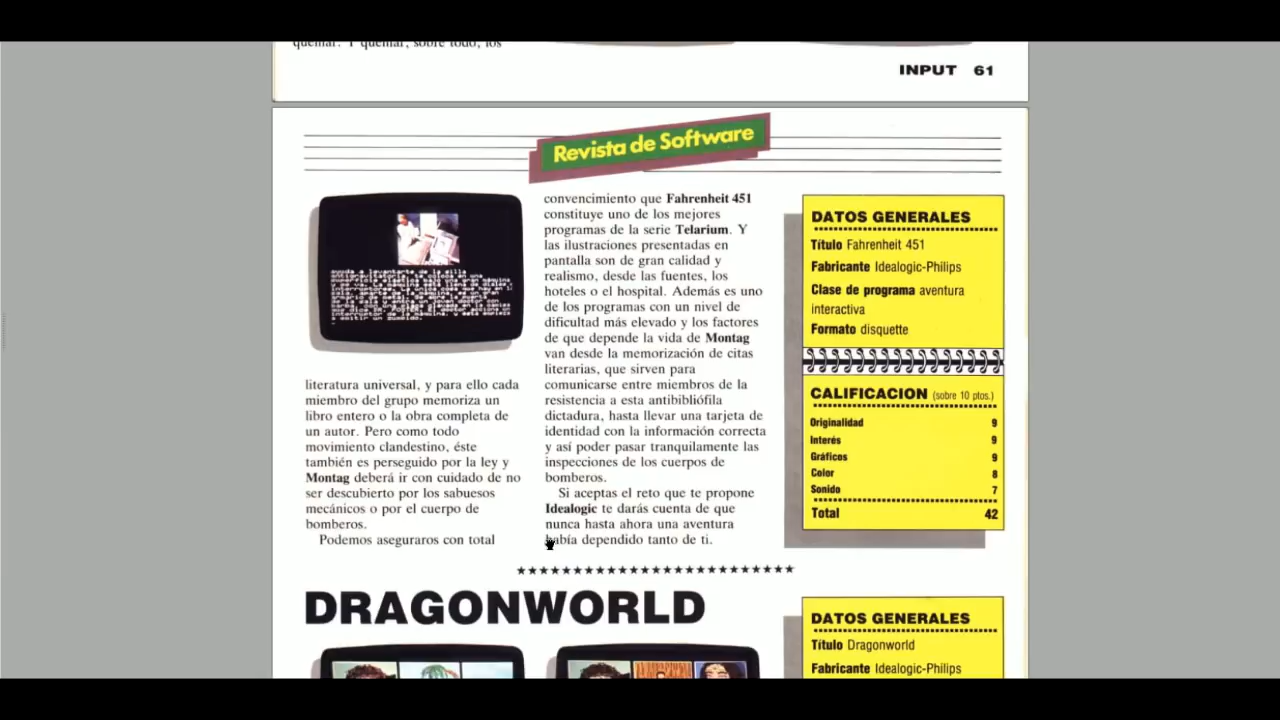 quemar. Y quemar, sobre todo, los
INPUT 61
Revista de Software
literatura universal, y para ello cada
miembro del grupo memoriza un
libro entero o la obra completa de
un autor. Pero como todo
movimiento clandestino, éste
también es perseguido por la ley y
Montag deberá ir con cuidado de no
ser descubierto por los sabuesos
mecánicos o por el cuerpo de
bomberos.
Podemos aseguraros con total
convencimiento que Fahrenheit 451
constituye uno de los mejores
programas de la serie Telarium. Y
las ilustraciones presentadas en
pantalla son de gran calidad y
realismo, desde las fuentes, los
hoteles o el hospital. Además es uno
de los programas con un nivel de
dificultad más elevado y los factores
de que depende la vida de Montag
van desde la memorización de citas
literarias, que sirven para
comunicarse entre miembros de la
resistencia a esta antibibliófila
dictadura, hasta llevar una tarjeta de
identidad con la información correcta
y así poder pasar tranquilamente las
inspecciones de los cuerpos de
bomberos.
Si aceptas el reto que te propone
Idealogic te darás cuenta de que
nunca hasta ahora una aventura
había dependido tanto de ti.
DATOS GENERALES
Título Fahrenheit 451
Fabricante Idealogic-Philips
Clase de programa aventura
interactiva
Formato disquette
CALIFICACION (sobre 10 ptos.)
Originalidad 9
Interés 9
Gráficos 9
Color 8
Sonido 7
Total 42
DRAGONWORLD
DATOS GENERALES
Título Dragonworld
Fabricante Idealogic-Philips